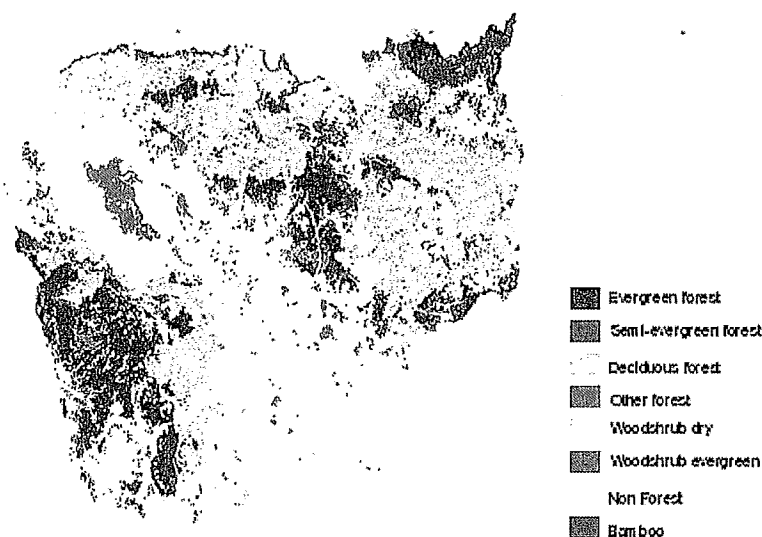 Evergreen forest
Semi-evergreen forest
Deciduous forest
Other forest
Woodshrub dry
Woodshrub evergreen
Non Forest
Bamboo